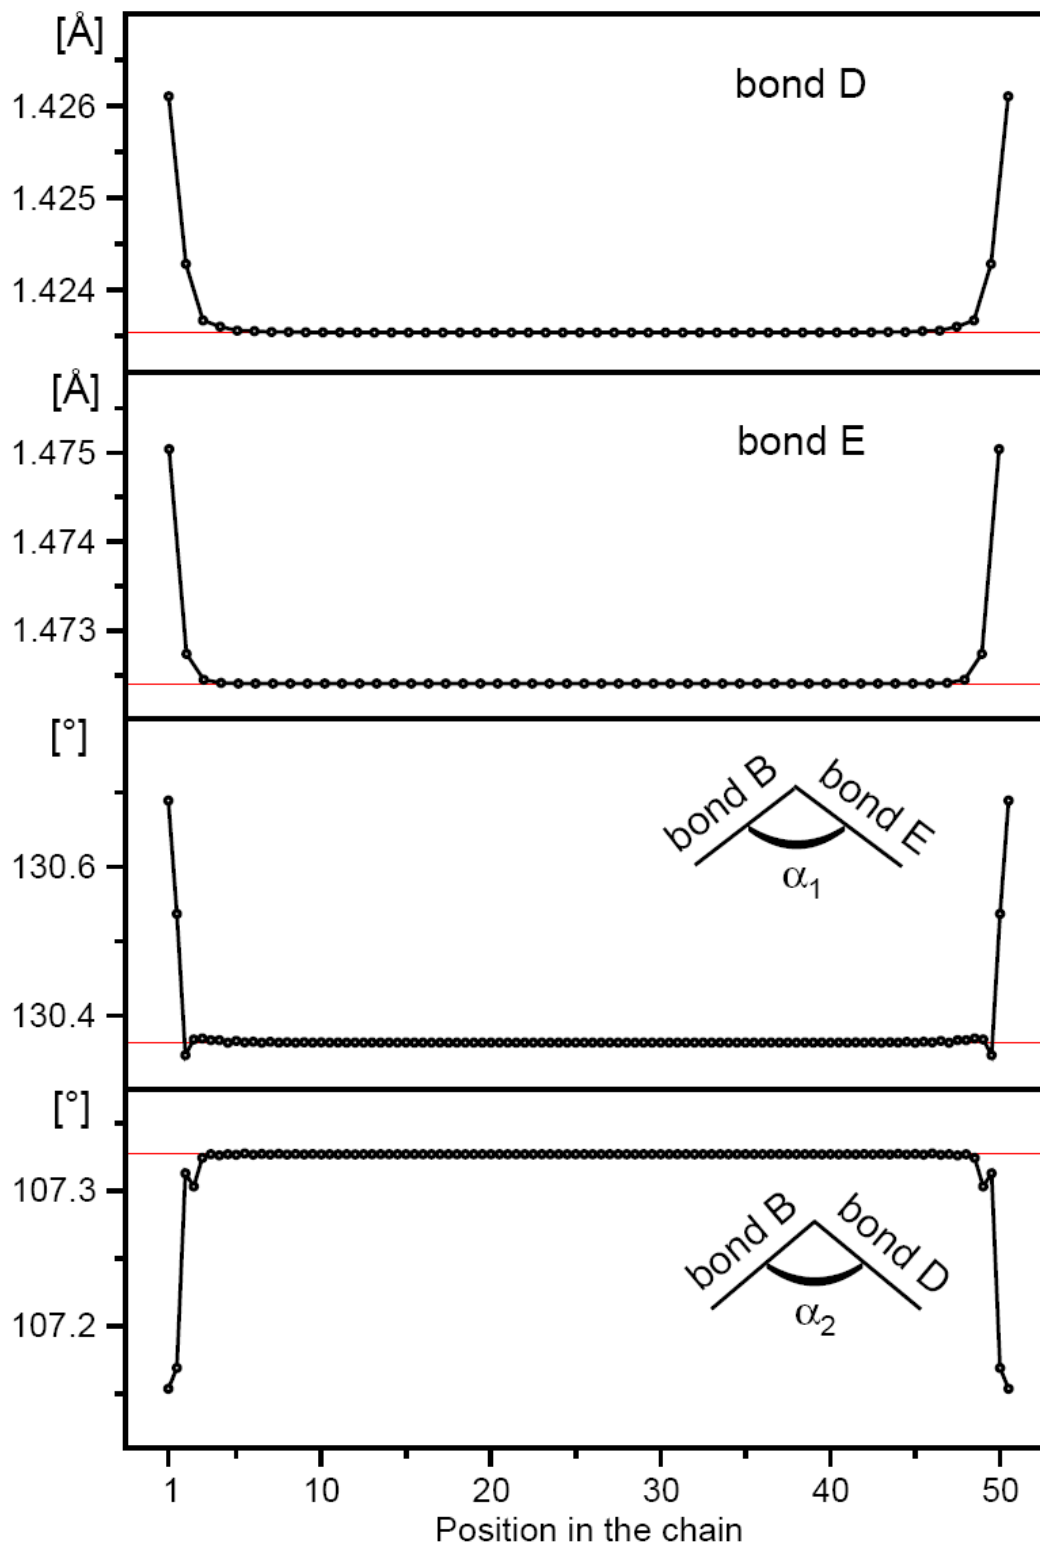 [Å]
bond D
1.426
1.425
1.424
[Å]
bond E
1.475
1.474
1.473
[°]
bond B
bond E
α1
130.6
130.4
[°]
107.3
bond B
bond D
α2
107.2
1 10 20 30 40 50
Position in the chain